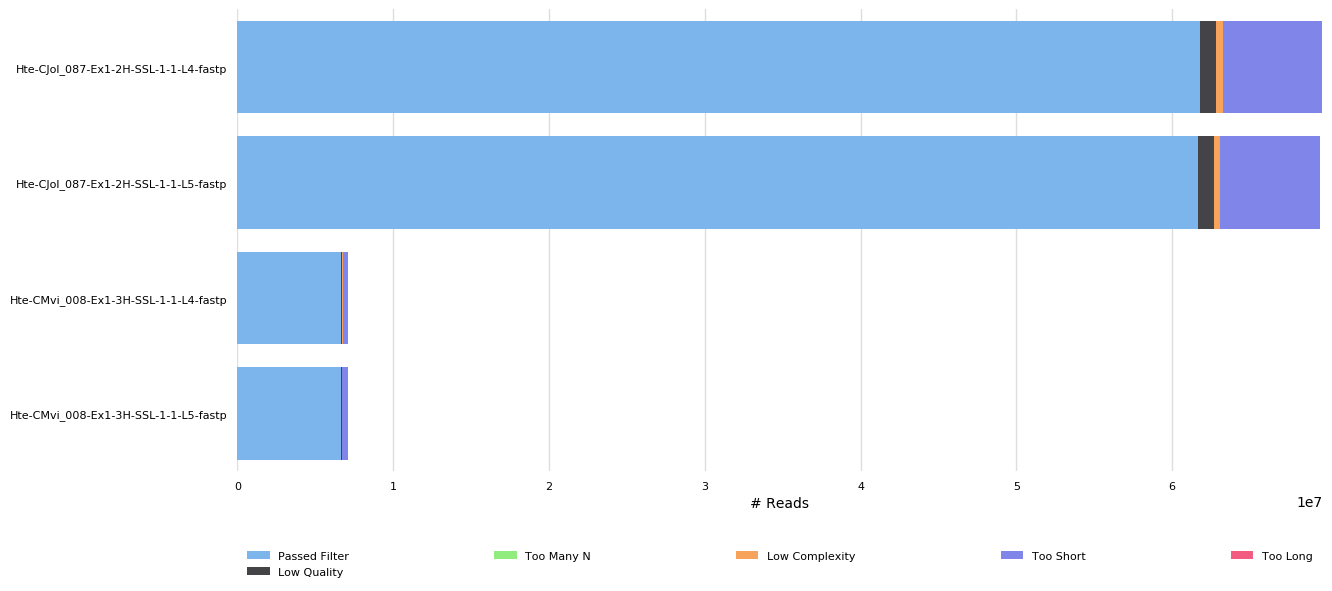 Hte-CJol_087-Ex1-2H-SSL-1-1-L4-fastp
Hte-CJol_087-Ex1-2H-SSL-1-1-L5-fastp
Hte-CMvi_008-Ex1-3H-SSL-1-1-L4-fastp
Hte-CMvi_008-Ex1-3H-SSL-1-1-L5-fastp
0 1 2 3 4 5 6
# Reads 1e7
Passed Filter Too Many N Low Complexity Too Short Too Long
Low Quality